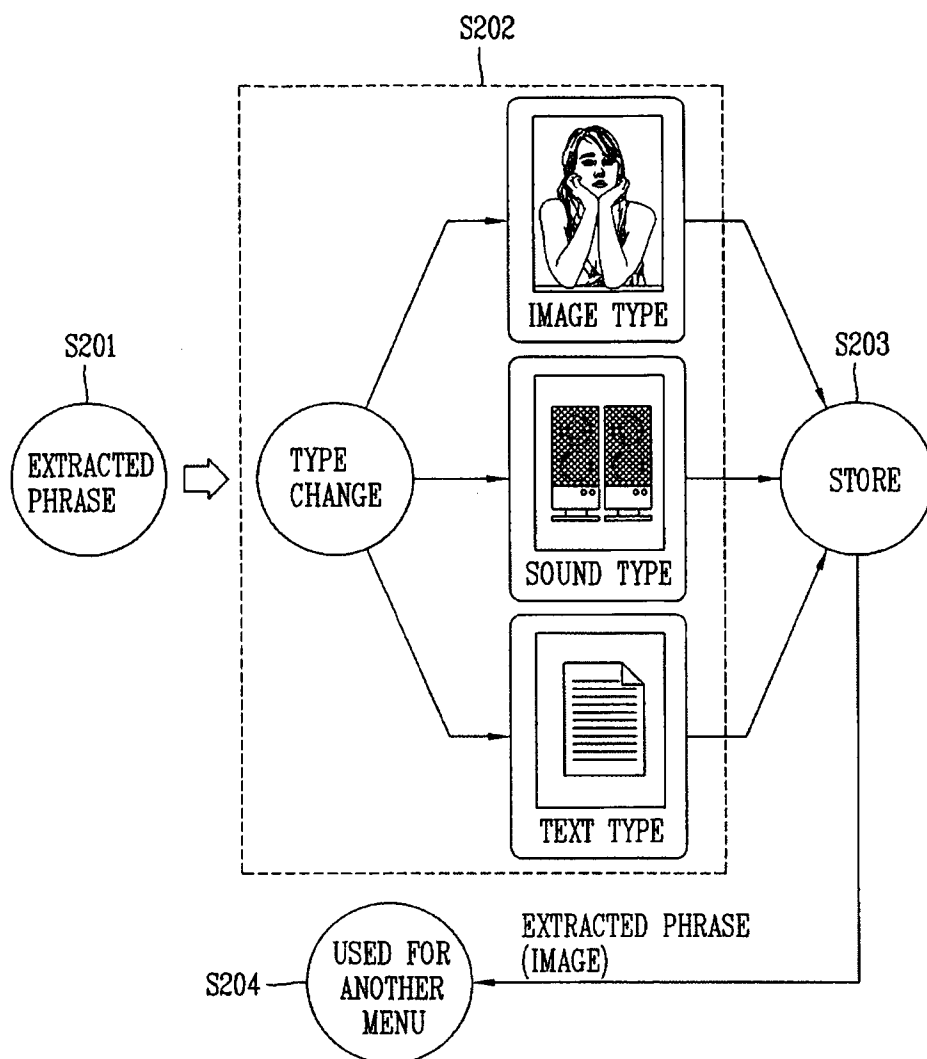 S202
IMAGE TYPE
S201
S203
EXTRACTED
PHRASE
TYPE
CHANGE
STORE
SOUND TYPE
TEXT TYPE
EXTRACTED PHRASE
(IMAGE)
S204
USED FOR
ANOTHER
MENU